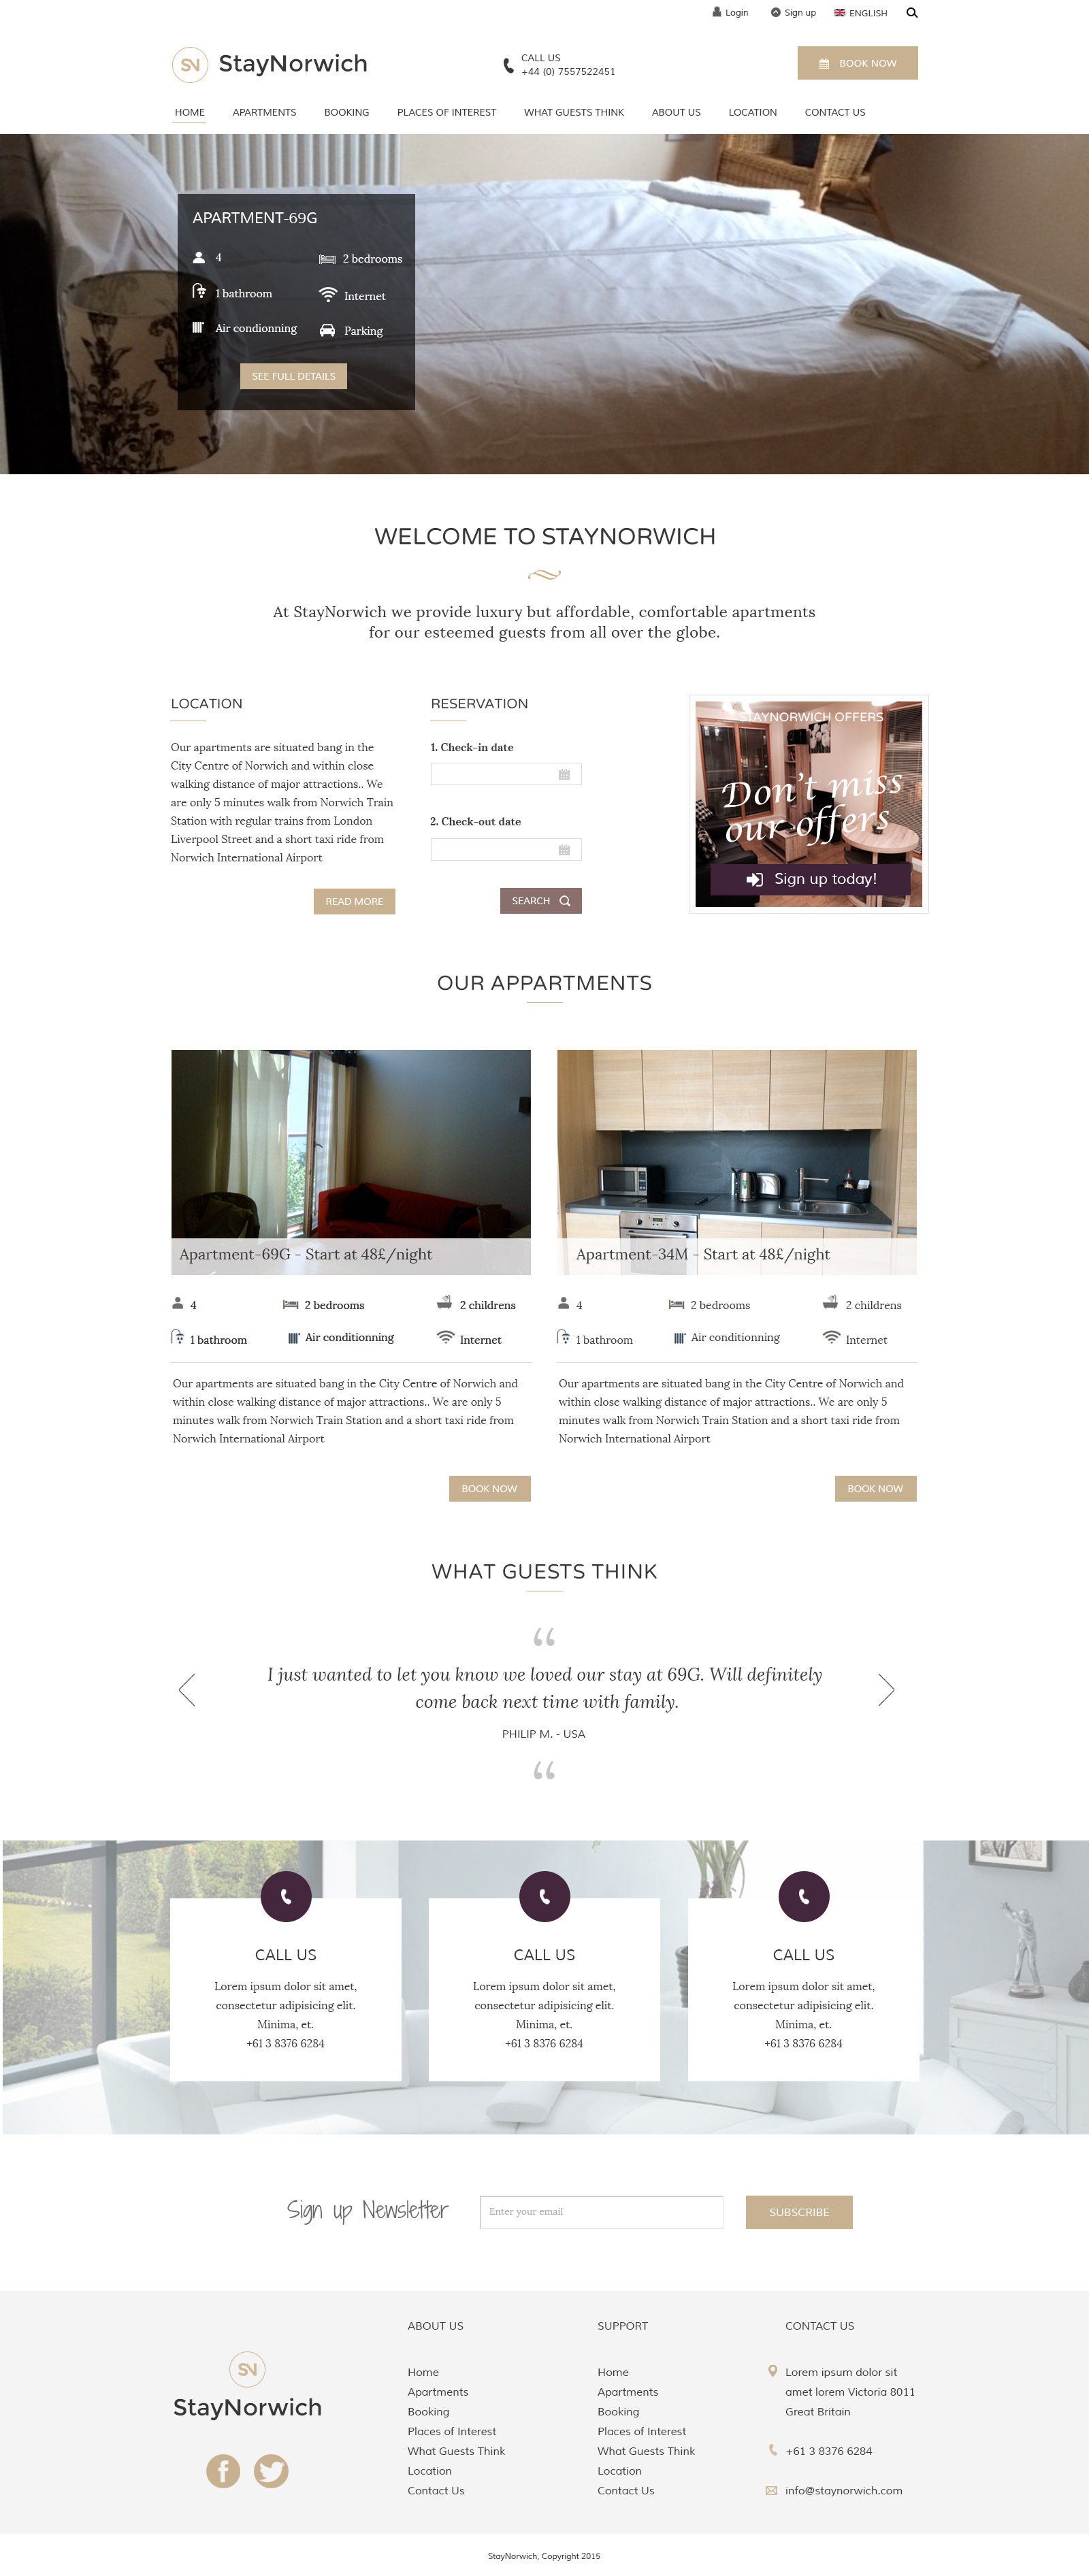 Login
Sign up
ENGLISH
SN
StayNorwich
CALL US
+44 (0) 7557522451
BOOK NOW
HOME
APARTMENTS
BOOKING
PLACES OF INTEREST
WHAT GUESTS THINK
ABOUT US
LOCATION
CONTACT US
APARTMENT-69G
4
2 bedrooms
1 bathroom
Internet
Air condionning
Parking
SEE FULL DETAILS
WELCOME TO STAYNORWICH
At StayNorwich we provide luxury but affordable, comfortable apartments
for our esteemed guests from all over the globe.
LOCATION
Our apartments are situated bang in the
City Centre of Norwich and within close
walking distance of major attractions.. We
are only 5 minutes walk from Norwich Train
Station with regular trains from London
Liverpool Street and a short taxi ride from
Norwich International Airport
READ MORE
RESERVATION
1. Check-in date
2. Check-out date
SEARCH
STAYNORWICH OFFERS
Don't miss
our offers
Sign up today!
OUR APPARTMENTS
Apartment-69G - Start at 48£/night
4
2 bedrooms
2 childrens
1 bathroom
Air conditionning
Internet
Our apartments are situated bang in the City Centre of Norwich and
within close walking distance of major attractions.. We are only 5
minutes walk from Norwich Train Station and a short taxi ride from
Norwich International Airport
BOOK NOW
Apartment-34M - Start at 48£/night
4
2 bedrooms
2 childrens
1 bathroom
Air conditionning
Internet
Our apartments are situated bang in the City Centre of Norwich and
within close walking distance of major attractions.. We are only 5
minutes walk from Norwich Train Station and a short taxi ride from
Norwich International Airport
BOOK NOW
WHAT GUESTS THINK
“
I just wanted to let you know we loved our stay at 69G. Will definitely
come back next time with family.
PHILIP M. - USA
“
CALL US
Lorem ipsum dolor sit amet,
consectetur adipisicing elit.
Minima, et.
+61 3 8376 6284
CALL US
Lorem ipsum dolor sit amet,
consectetur adipisicing elit.
Minima, et.
+61 3 8376 6284
CALL US
Lorem ipsum dolor sit amet,
consectetur adipisicing elit.
Minima, et.
+61 3 8376 6284
Sign up Newsletter
Enter your email
SUBSCRIBE
SN
StayNorwich
ABOUT US
Home
Apartments
Booking
Places of Interest
What Guests Think
Location
Contact Us
SUPPORT
Home
Apartments
Booking
Places of Interest
What Guests Think
Location
Contact Us
CONTACT US
Lorem ipsum dolor sit
amet lorem Victoria 8011
Great Britain
+61 3 8376 6284
info@staynorwich.com
StayNorwich, Copyright 2015